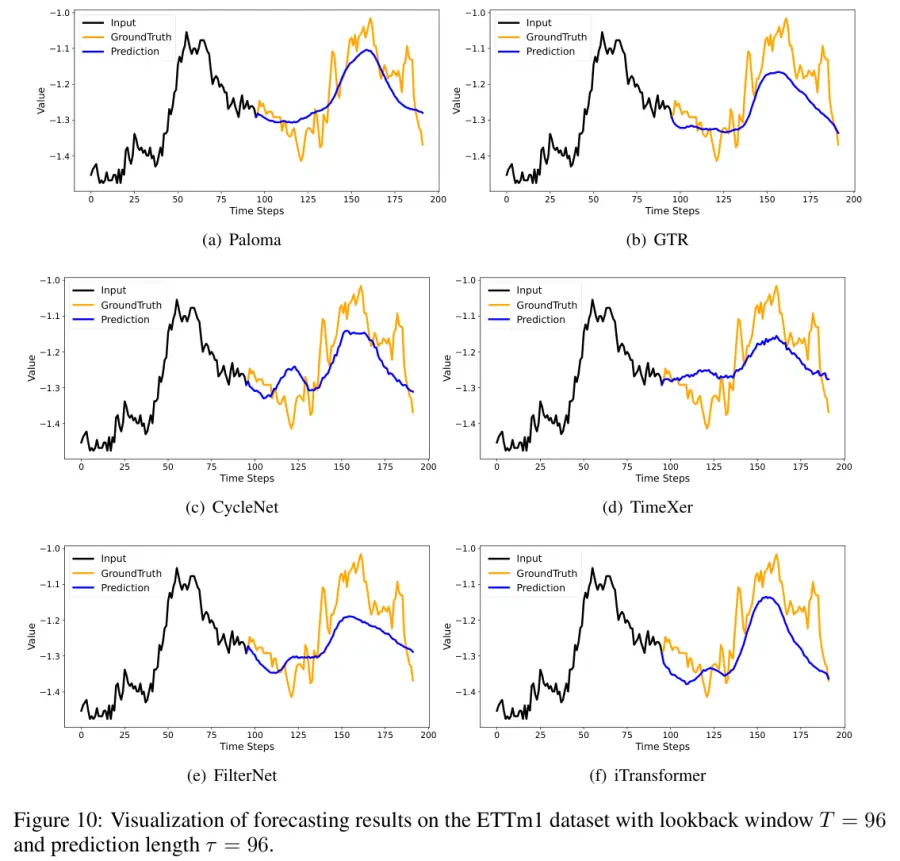 −1.0
−1.1
−1.2
−1.3
−1.4
Value
Input
GroundTruth
Prediction
0 25 50 75 100 125 150 175 200
Time Steps
(a) Paloma
−1.0
−1.1
−1.2
−1.3
−1.4
Value
Input
GroundTruth
Prediction
0 25 50 75 100 125 150 175 200
Time Steps
(b) GTR
−1.0
−1.1
−1.2
−1.3
−1.4
Value
Input
GroundTruth
Prediction
0 25 50 75 100 125 150 175 200
Time Steps
(c) CycleNet
−1.0
−1.1
−1.2
−1.3
−1.4
Value
Input
GroundTruth
Prediction
0 25 50 75 100 125 150 175 200
Time Steps
(d) TimeXer
−1.0
−1.1
−1.2
−1.3
−1.4
Value
Input
GroundTruth
Prediction
0 25 50 75 100 125 150 175 200
Time Steps
(e) FilterNet
−1.0
−1.1
−1.2
−1.3
−1.4
Value
Input
GroundTruth
Prediction
0 25 50 75 100 125 150 175 200
Time Steps
(f) iTransformer
Figure 10: Visualization of forecasting results on the ETTm1 dataset with lookback window T = 96
and prediction length τ = 96.